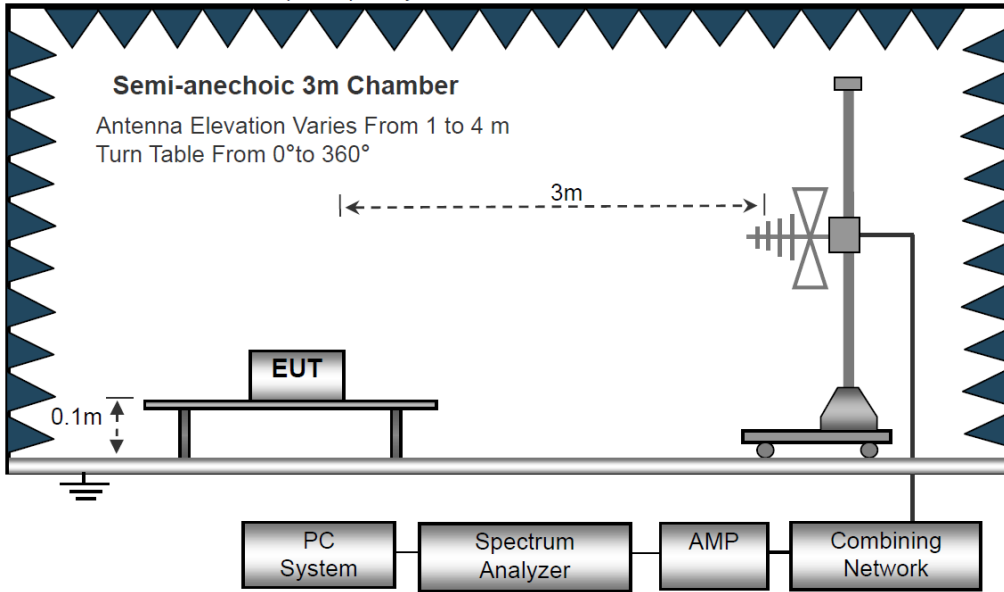 Semi-anechoic 3m Chamber
Antenna Elevation Varies From 1 to 4 m
Turn Table From 0°to 360°
3m
EUT
0.1m
PC
System
Spectrum
Analyzer
AMP
Combining
Network